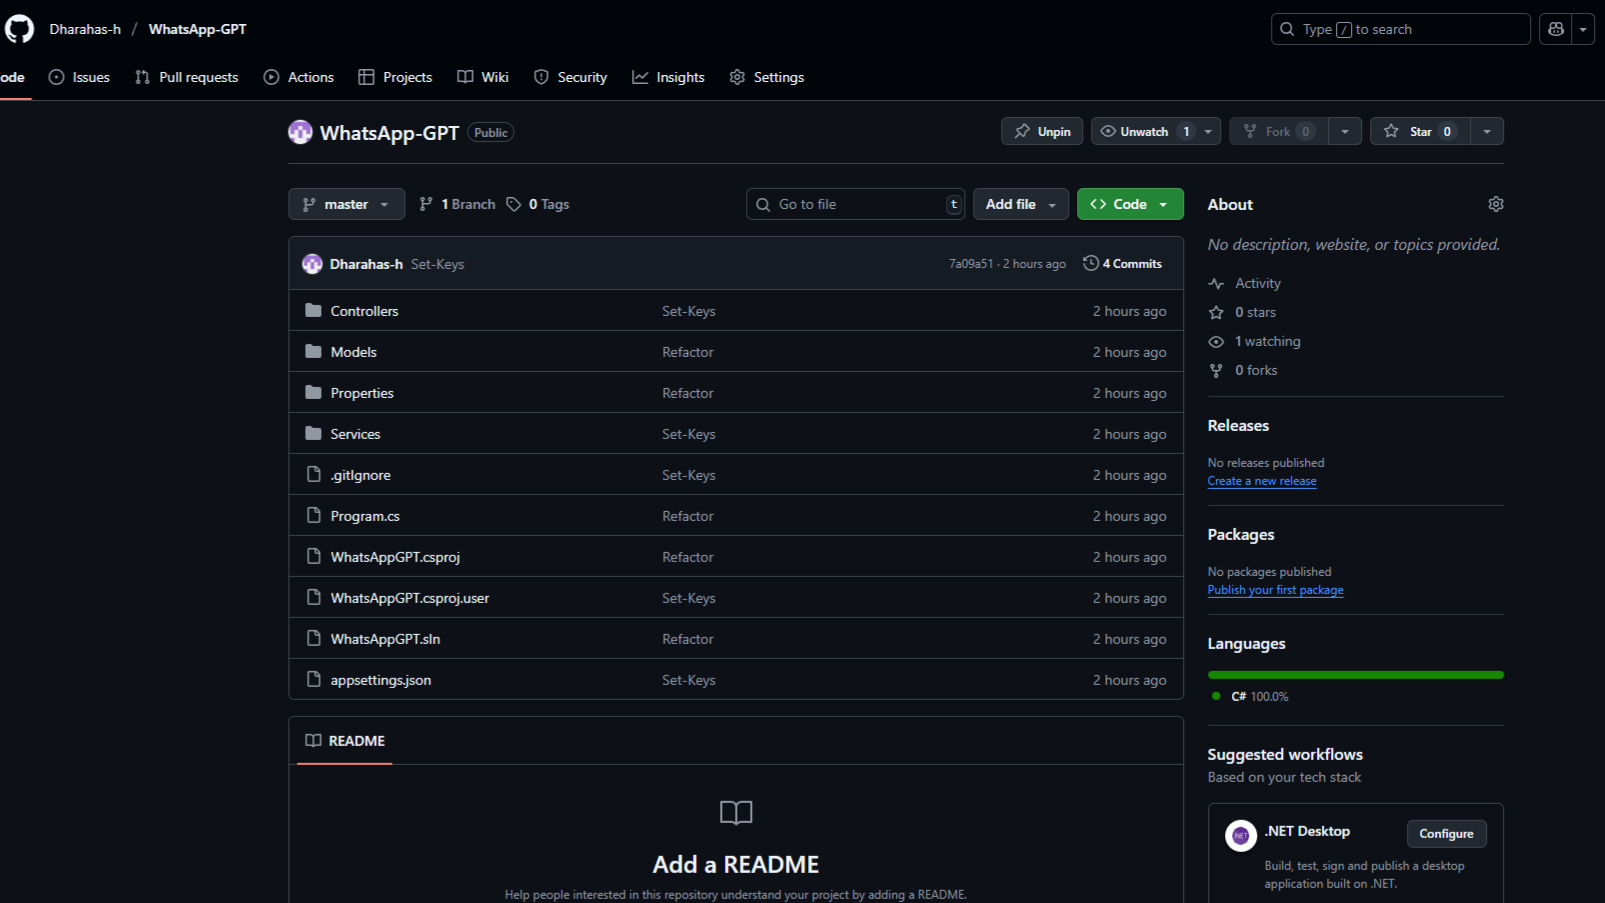 Dharahas-h / WhatsApp-GPT
Type / to search
ode Issues Pull requests Actions Projects Wiki Security Insights Settings
WhatsApp-GPT Public
Unpin Unwatch 1 Fork 0 Star 0
master 1 Branch 0 Tags
Go to file t Add file Code
Dharahas-h Set-Keys 7a09a51 · 2 hours ago 4 Commits
Controllers Set-Keys 2 hours ago
Models Refactor 2 hours ago
Properties Refactor 2 hours ago
Services Set-Keys 2 hours ago
.gitIgnore Set-Keys 2 hours ago
Program.cs Refactor 2 hours ago
WhatsAppGPT.csproj Refactor 2 hours ago
WhatsAppGPT.csproj.user Set-Keys 2 hours ago
WhatsAppGPT.sln Refactor 2 hours ago
appsettings.json Set-Keys 2 hours ago
README
Add a README
Help people interested in this repository understand your project by adding a README.
About
No description, website, or topics provided.
Activity
0 stars
1 watching
0 forks
Releases
No releases published
Create a new release
Packages
No packages published
Publish your first package
Languages
C# 100.0%
Suggested workflows
Based on your tech stack
.NET
.NET Desktop
Configure
Build, test, sign and publish a desktop
application built on .NET.